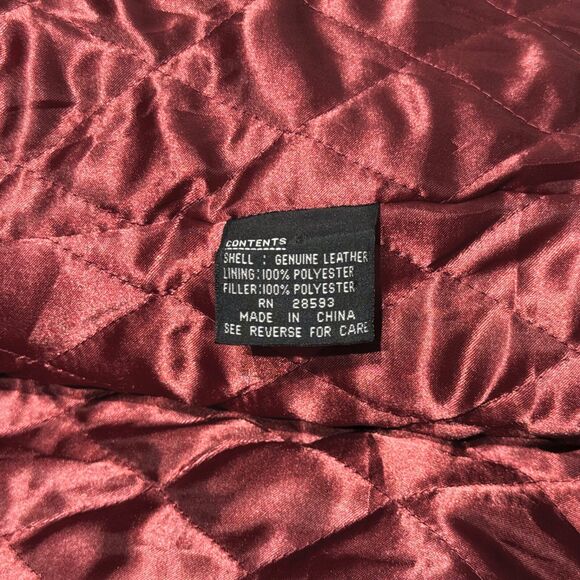 CONTENTS
SHELL : GENUINE LEATHER
LINING:100% POLYESTER
FILLER:100% POLYESTER
RN 28593
MADE IN CHINA
SEE REVERSE FOR CARE